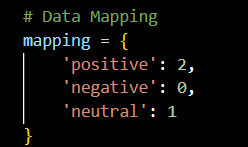 # Data Mapping
mapping = {
    'positive': 2,
    'negative': 0,
    'neutral': 1
}